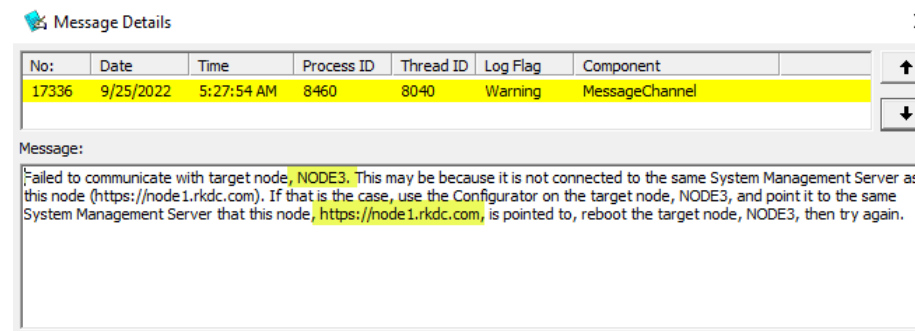 Message Details
No: Date Time Process ID Thread ID Log Flag Component
17336 9/25/2022 5:27:54 AM 8460 8040 Warning MessageChannel
Message:
Failed to communicate with target node, NODE3. This may be because it is not connected to the same System Management Server as
this node (https://node1.rkdc.com). If that is the case, use the Configurator on the target node, NODE3, and point it to the same
System Management Server that this node, https://node1.rkdc.com, is pointed to, reboot the target node, NODE3, then try again.